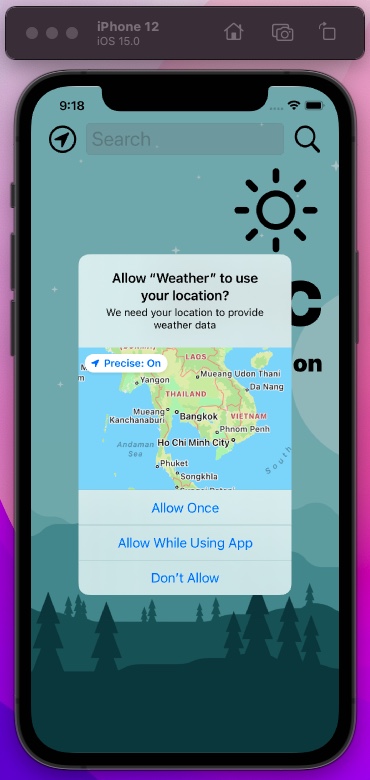 iPhone 12
iOS 15.0
9:18
Search
C
on
Allow “Weather” to use
your location?
We need your location to provide
weather data
Precise: On
LAOS
Mueang Udon Thani
Yangon
Da Nang
THAILAND
Mueang
Kanchanaburi
Bangkok
VIETNAM
Phnom Penh
Andaman
Sea
Ho Chi Minh City
South
Phuket
Songkhla
Allow Once
Allow While Using App
Don’t Allow